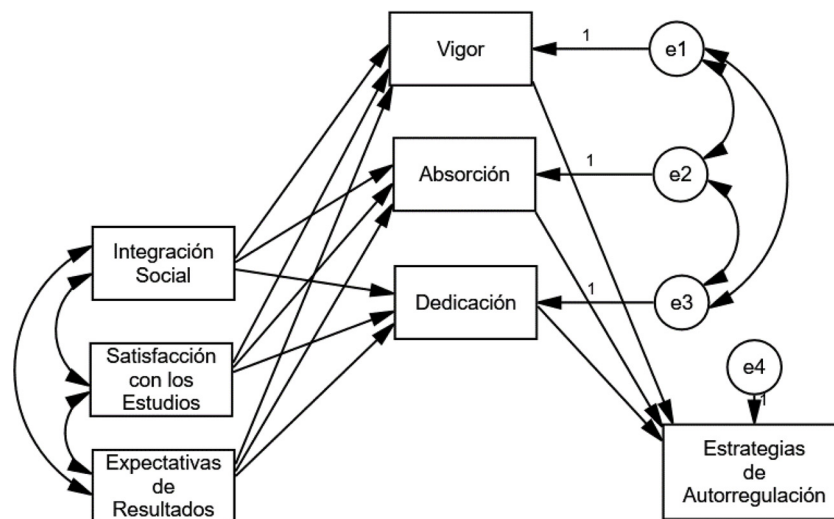 Vigor
1
e1
Absorción
1
e2
Integración
Social
Dedicación
1
e3
Satisfacción
con los
Estudios
e4
1
Expectativas
de
Resultados
Estrategias
de
Autorregulación